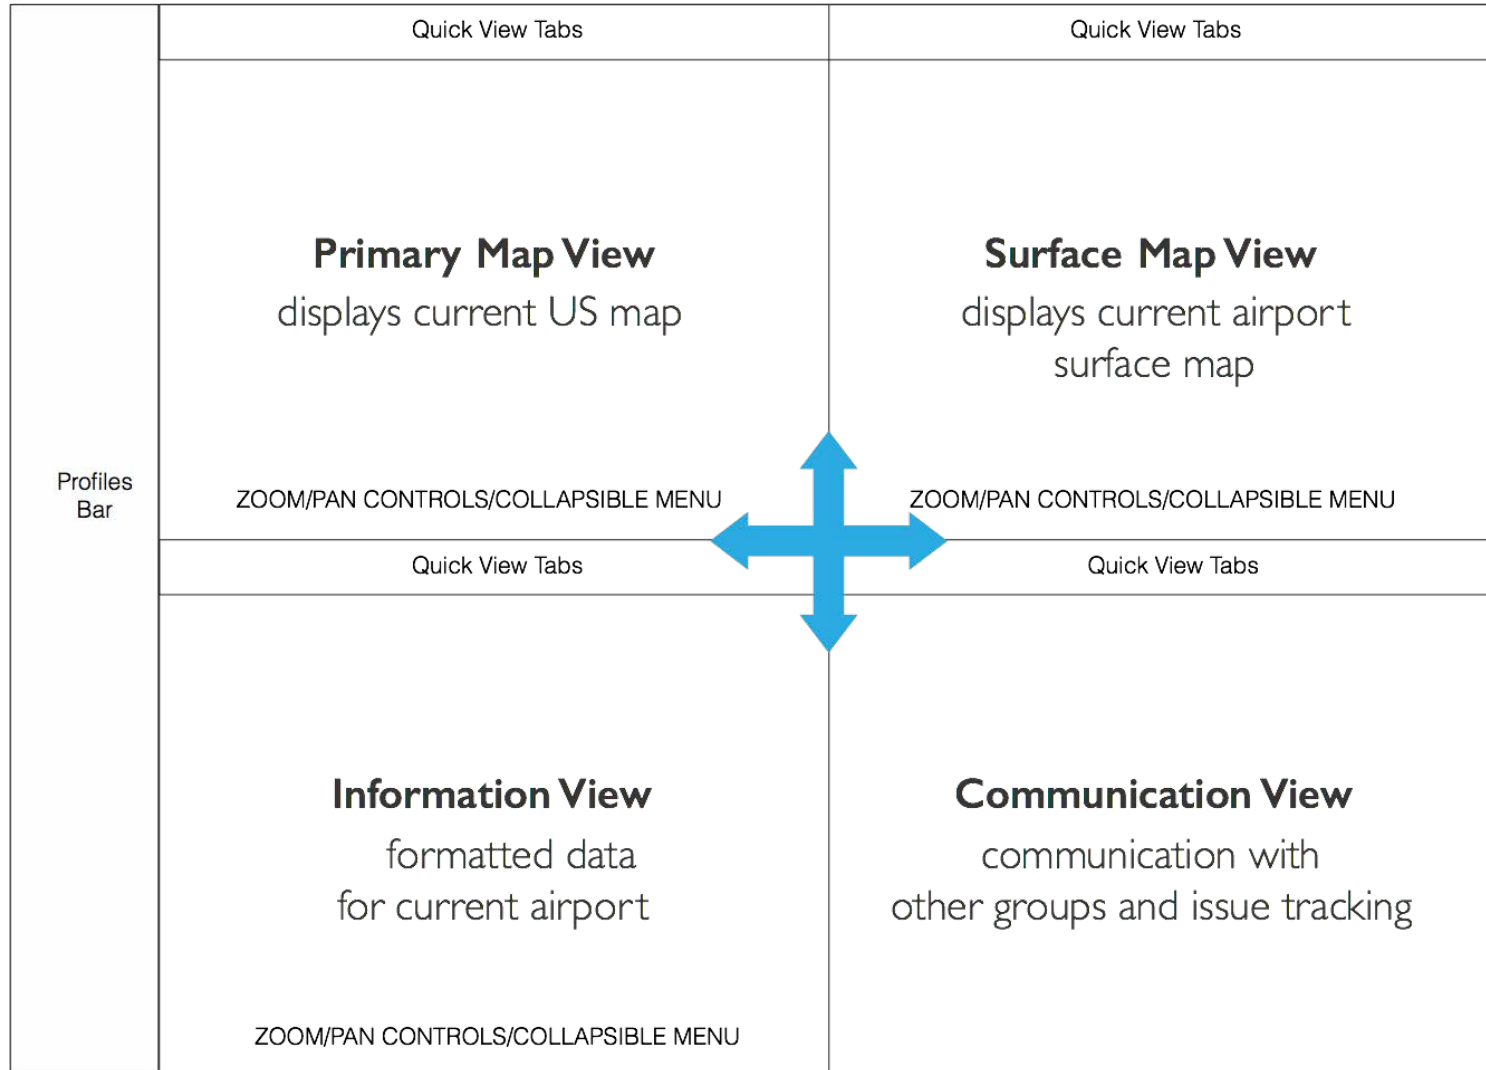 Quick View Tabs
Quick View Tabs
Primary Map View
displays current US map
Surface Map View
displays current airport
surface map
Profiles
Bar
ZOOM/PAN CONTROLS/COLLAPSIBLE MENU
ZOOM/PAN CONTROLS/COLLAPSIBLE MENU
Quick View Tabs
Quick View Tabs
Information View
formatted data
for current airport
Communication View
communication with
other groups and issue tracking
ZOOM/PAN CONTROLS/COLLAPSIBLE MENU